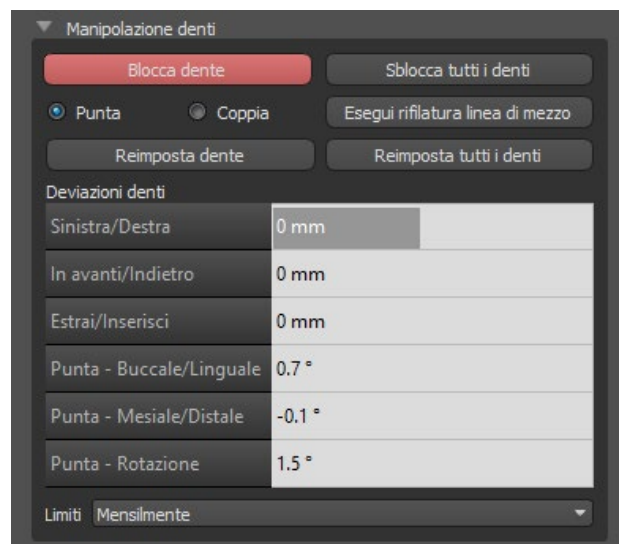 Manipolazione denti
Blocca dente Sblocca tutti i denti
Punta Coppia Esegui rifilatura linea di mezzo
Reimposta dente Reimposta tutti i denti
Deviazioni denti
Sinistra/Destra 0 mm
In avanti/Indietro 0 mm
Estrai/Inserisci 0 mm
Punta - Buccale/Linguale 0.7 °
Punta - Mesiale/Distale -0.1 °
Punta - Rotazione 1.5 °
Limiti Mensilmente